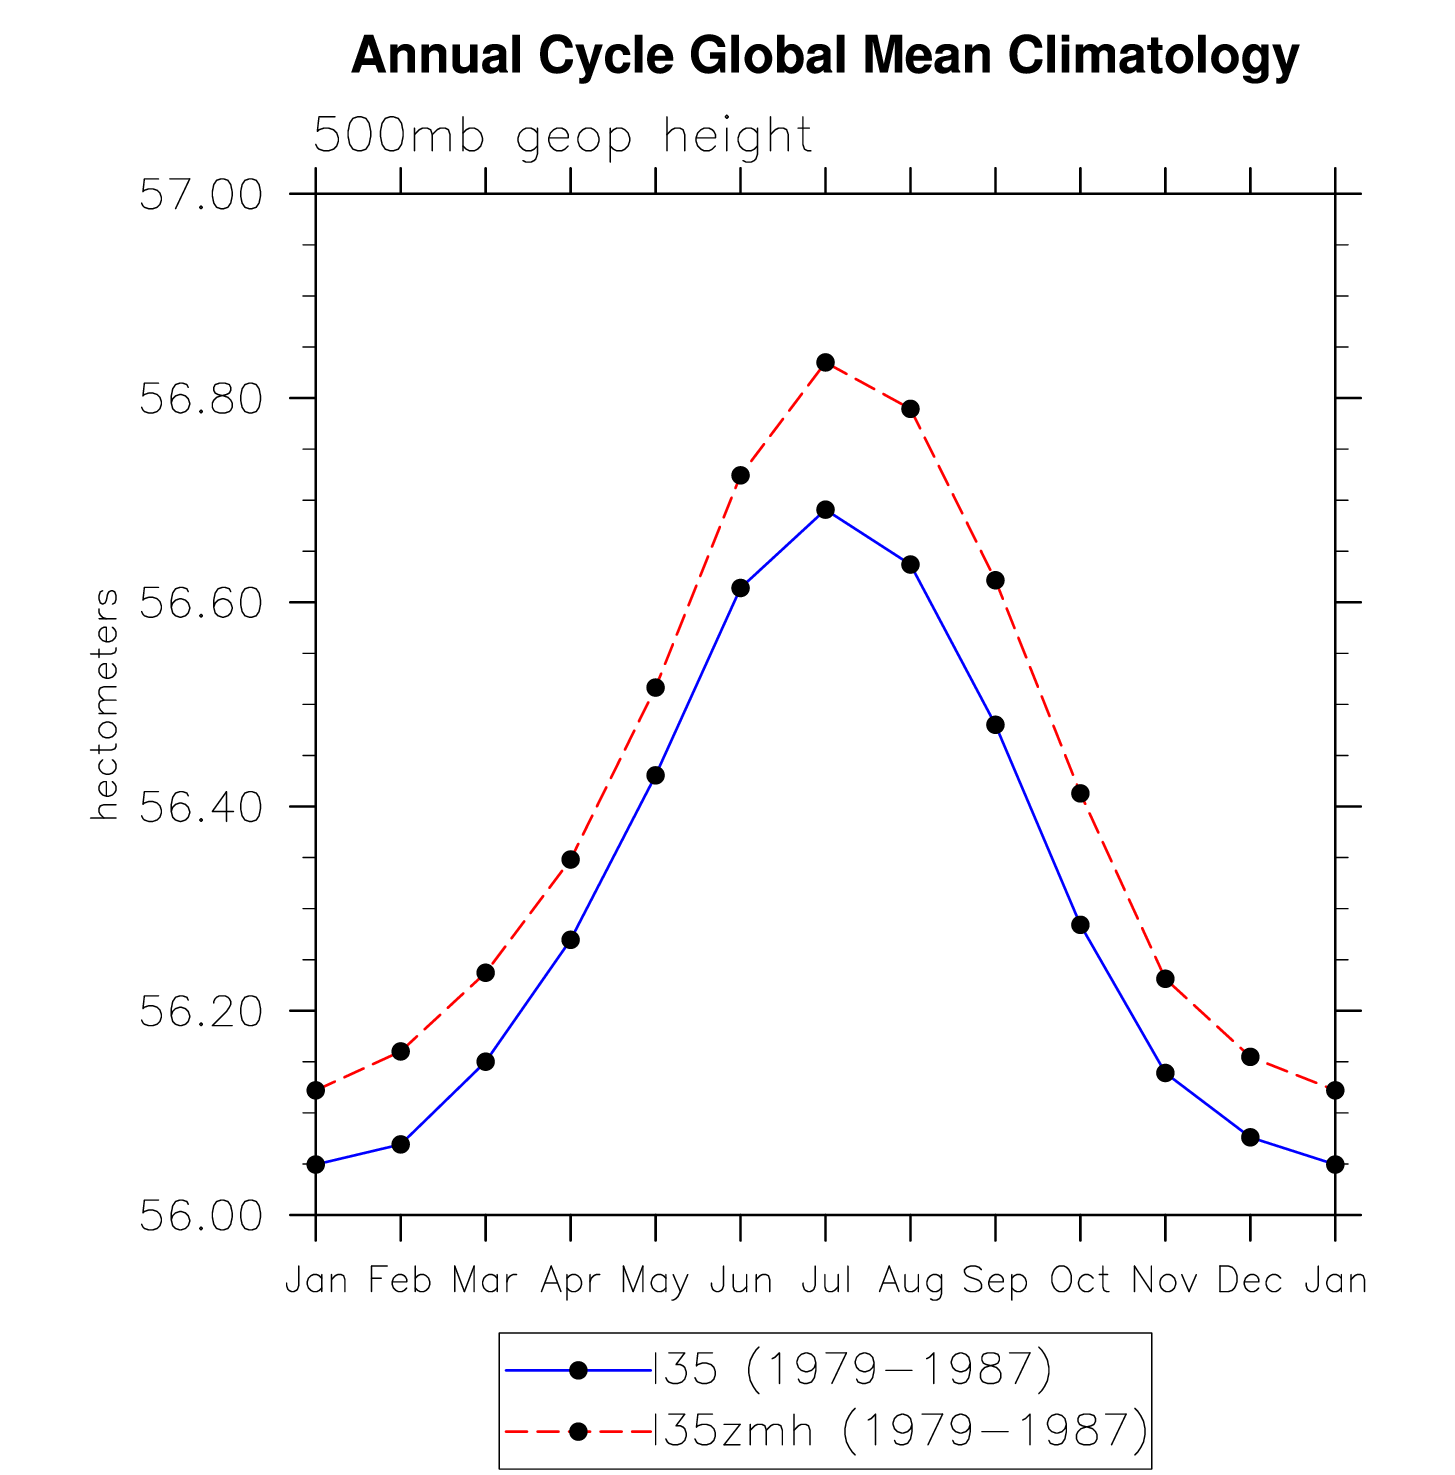 Annual Cycle Global Mean Climatology
500mb geop height
57.00
56.80
56.60
56.40
56.20
56.00
hectometers
Jan Feb Mar Apr May Jun Jul Aug Sep Oct Nov Dec Jan
I35 (1979-1987)
I35zmh (1979-1987)